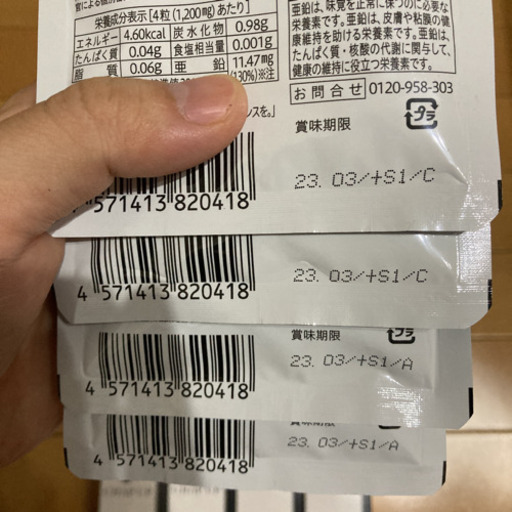 栄養成分表示[4粒(1,200mg)あたり]
エネルギー 4.60kcal 炭水化物 0.98g
たんぱく質 0.04g 食塩相当量 0.001g
脂質 0.06g 亜鉛 11.47mg
(130%)※注
亜鉛は、味覚を正常に保つのに必要な
栄養素です。亜鉛は、皮膚や粘膜の健
康維持を助ける栄養素です。亜鉛は、
たんぱく質・核酸の代謝に関与して、
健康の維持に役立つ栄養素です。
お問合せ 0120-958-303
ンスを。」
賞味期限
プラ
23. 03/+S1/C
571413 820418
23. 03/+S1/C
4 571413 820418
賞味期限
プラ
23. 03/+S1/A
4 571413 820418
23. 03/+S1/A
4 571413 820418